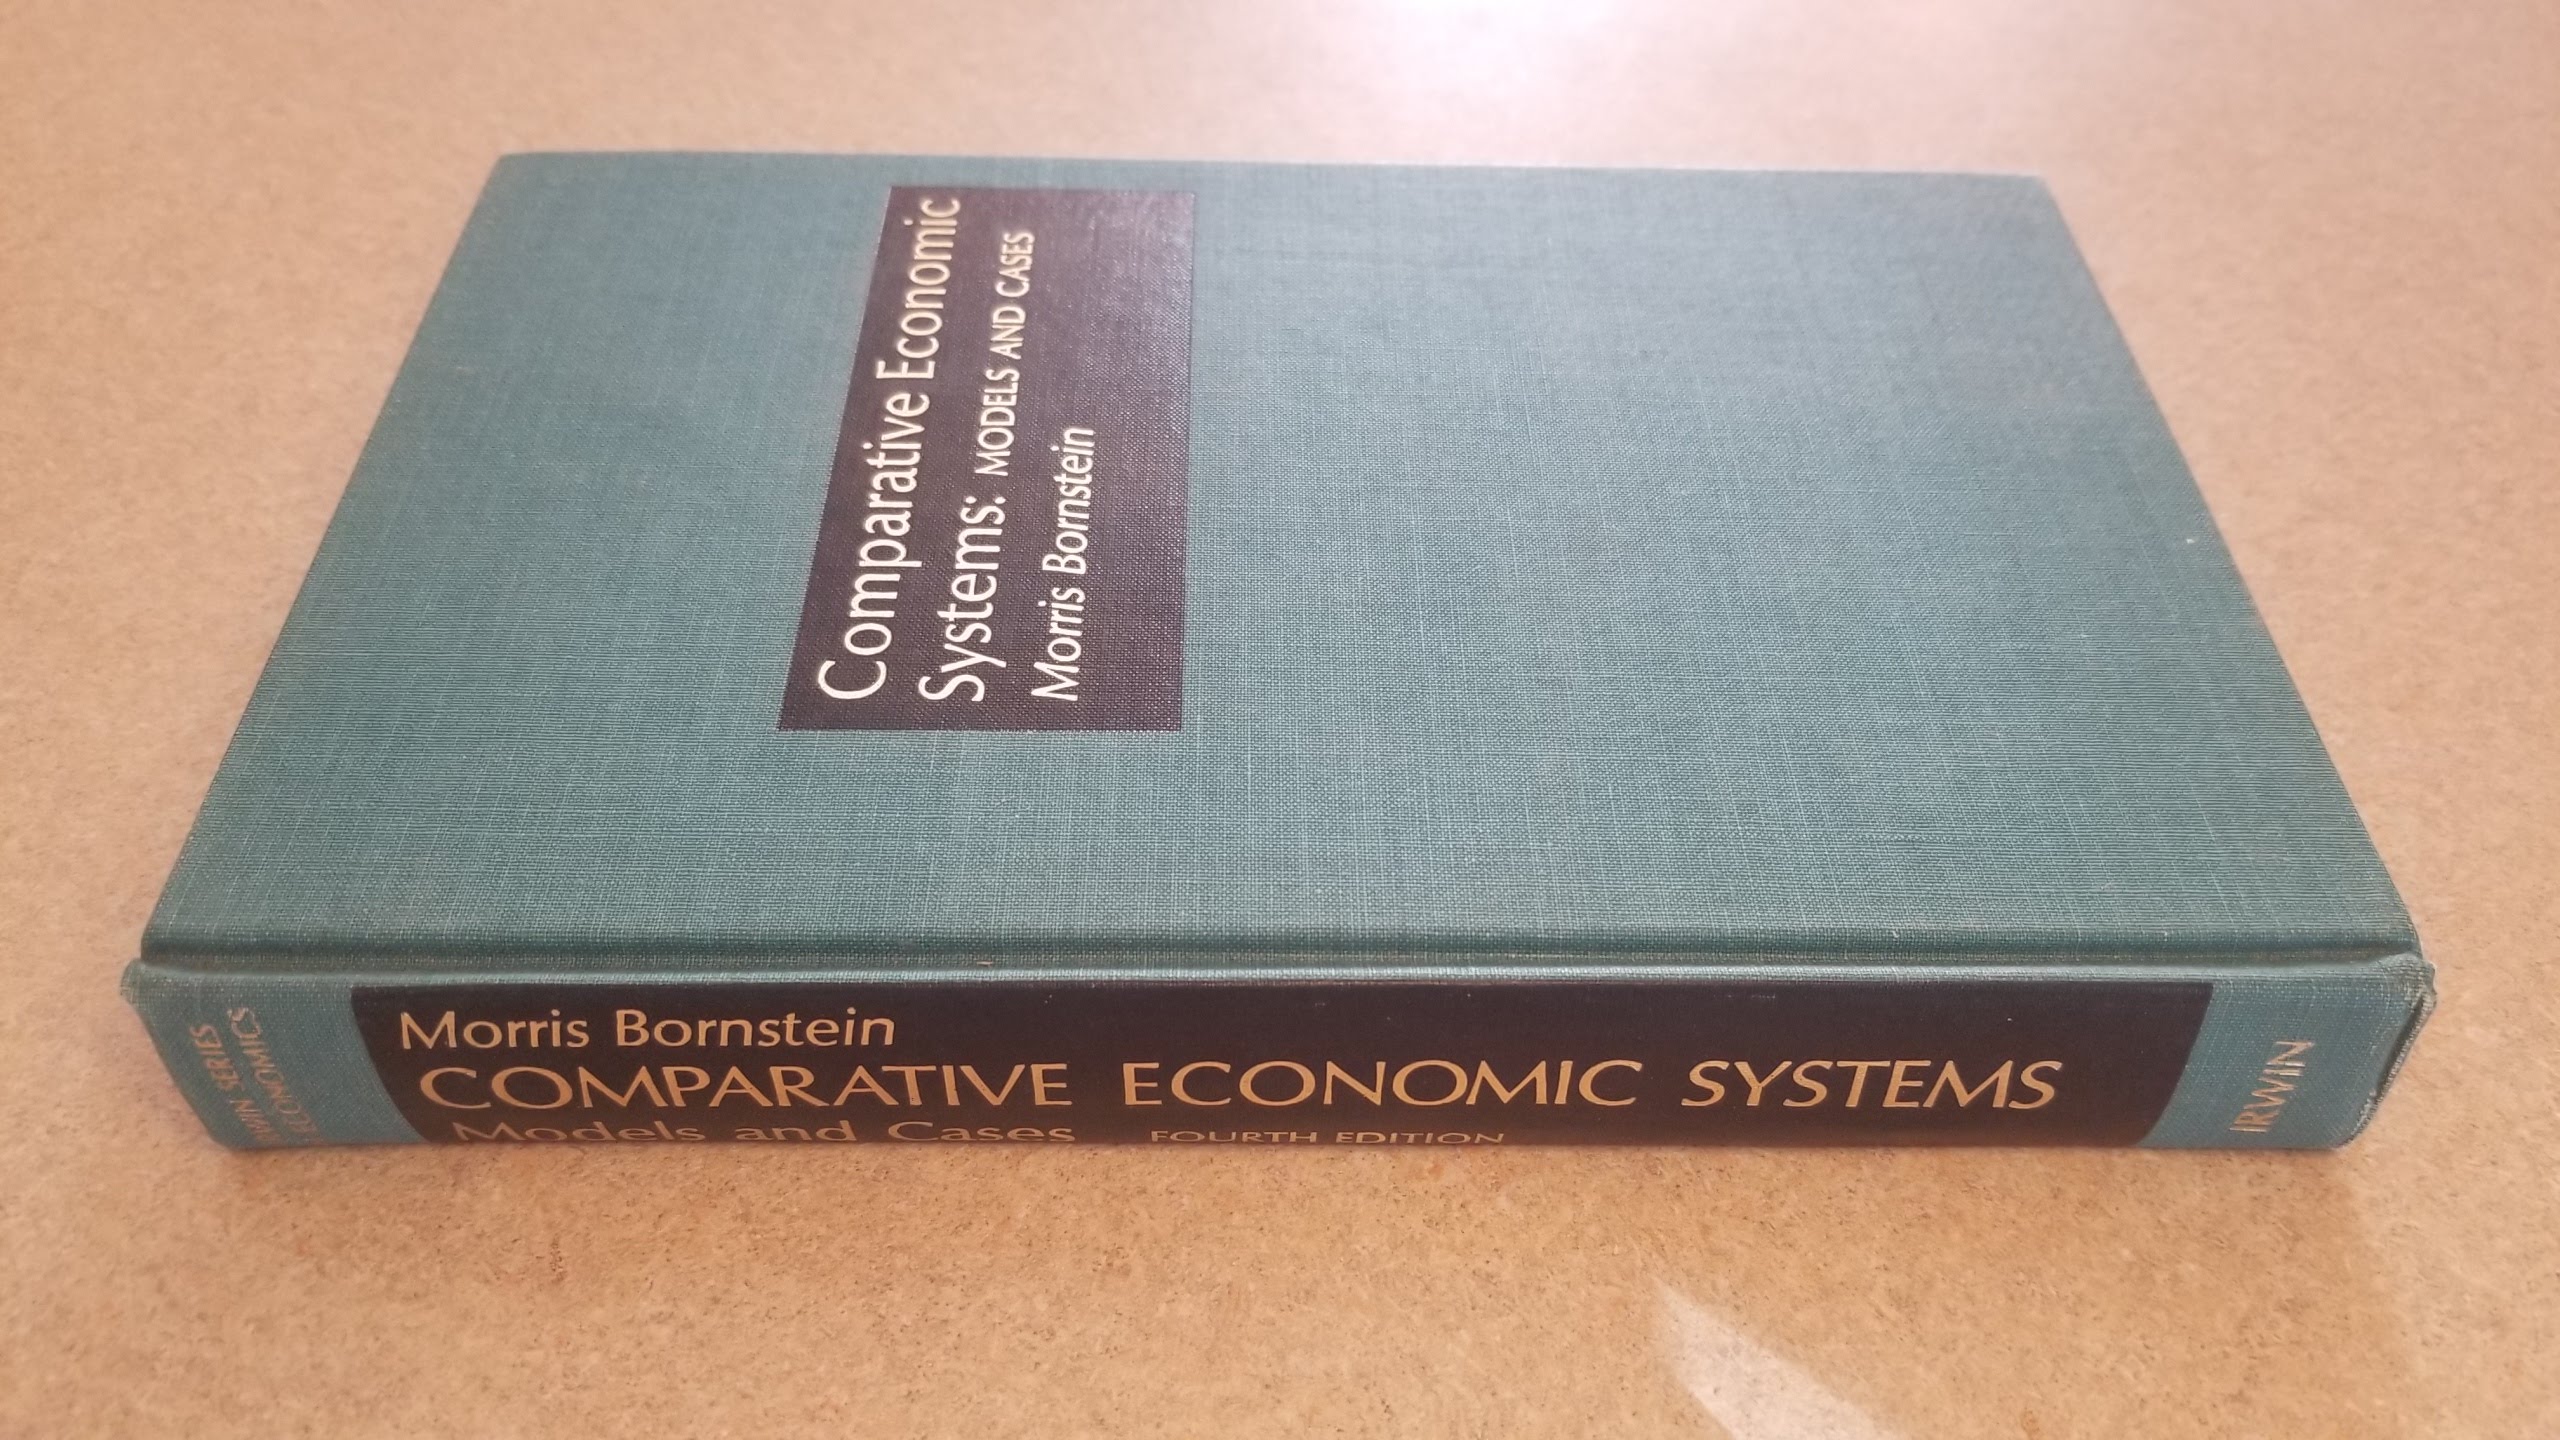 Comparative Economic
Systems: MODELS AND CASES
Morris Bornstein
IRWIN SERIES
ECONOMICS
Morris Bornstein
COMPARATIVE ECONOMIC SYSTEMS
Models and Cases FOURTH EDITION
IRWIN